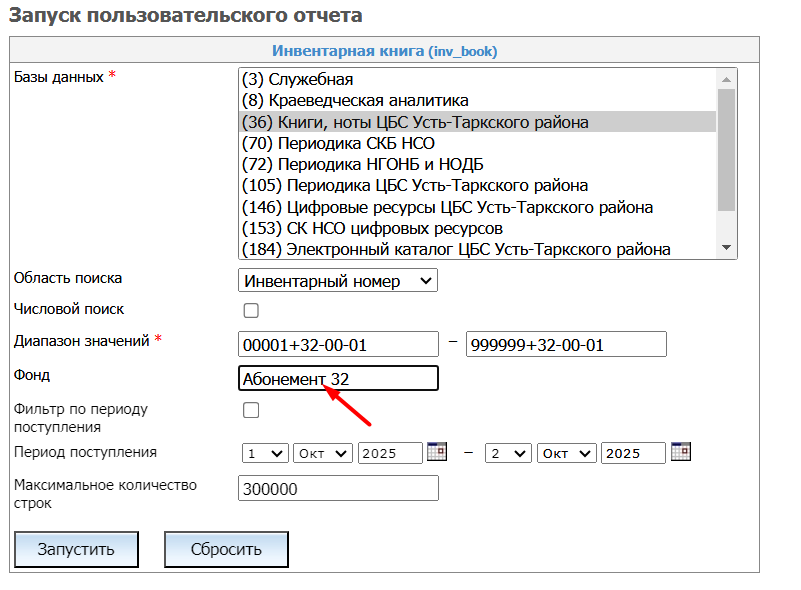 Запуск пользовательского отчета
Инвентарная книга (inv_book)
Базы данных *
(3) Служебная
(8) Краеведческая аналитика
(36) Книги, ноты ЦБС Усть-Таркского района
(70) Периодика СКБ НСО
(72) Периодика НГОНБ и НОДБ
(105) Периодика ЦБС Усть-Таркского района
(146) Цифровые ресурсы ЦБС Усть-Таркского района
(153) СК НСО цифровых ресурсов
(184) Электронный каталог ЦБС Усть-Таркского района
Область поиска Инвентарный номер
Числовой поиск
Диапазон значений * 00001+32-00-01 – 999999+32-00-01
Фонд Абонемент 32
Фильтр по периоду
поступления
Период поступления 1 Окт 2025 – 2 Окт 2025
Максимальное количество
строк 300000
Запустить Сбросить